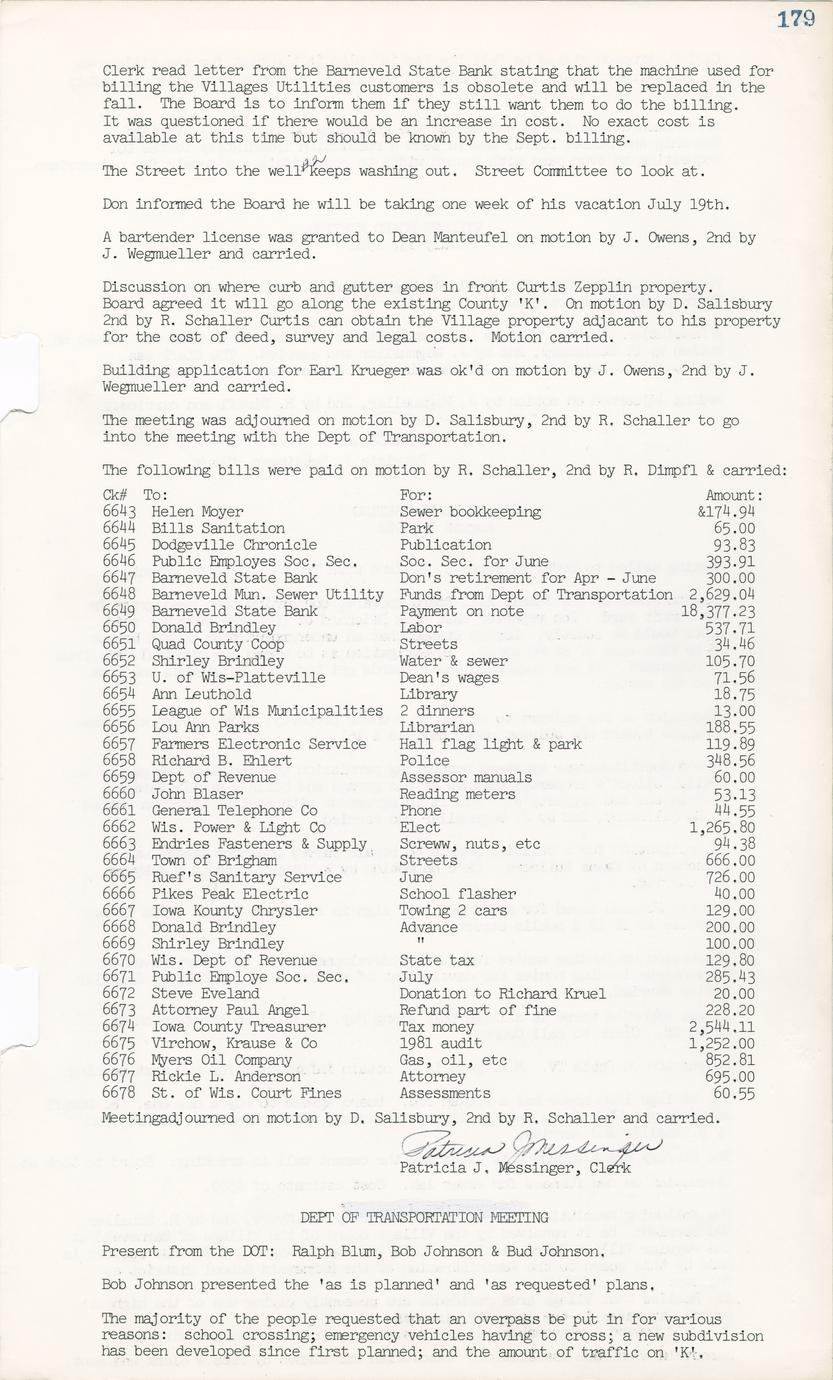 179
Clerk read letter from the Barneveld State Bank stating that the machine used for
billing the Villages Utilities customers is obsolete and will be replaced in the
fall. The Board is to inform them if they still want them to do the billing.
It was questioned if there would be an increase in cost. No exact cost is
available at this time but should be known by the Sept. billing.
The Street into the well #2 keeps washing out. Street Committee to look at.
Don informed the Board he will be taking one week of his vacation July 19th.
A bartender license was granted to Dean Manteufel on motion by J. Owens, 2nd by
J. Wegmueller and carried.
Discussion on where curb and gutter goes in front Curtis Zepplin property.
Board agreed it will go along the existing County 'K'. On motion by D. Salisbury
2nd by R. Schaller Curtis can obtain the Village property adjacant to his property
for the cost of deed, survey and legal costs. Motion carried.
Building application for Earl Krueger was ok'd on motion by J. Owens, 2nd by J.
Wegmueller and carried.
The meeting was adjourned on motion by D. Salisbury, 2nd by R. Schaller to go
into the meeting with the Dept of Transportation.
The following bills were paid on motion by R. Schaller, 2nd by R. Dimpfl & carried:
Ck# To: For: Amount:
6643 Helen Moyer Sewer bookkeeping &174.94
6644 Bills Sanitation Park 65.00
6645 Dodgeville Chronicle Publication 93.83
6646 Public Employes Soc. Sec. Soc. Sec. for June 393.91
6647 Barneveld State Bank Don's retirement for Apr - June 300.00
6648 Barneveld Mun. Sewer Utility Funds from Dept of Transportation 2,629.04
6649 Barneveld State Bank Payment on note 18,377.23
6650 Donald Brindley Labor 537.71
6651 Quad County Coop Streets 34.46
6652 Shirley Brindley Water & sewer 105.70
6653 U. of Wis-Platteville Dean's wages 71.56
6654 Ann Leuthold Library 18.75
6655 League of Wis Municipalities 2 dinners 13.00
6656 Lou Ann Parks Librarian 188.55
6657 Farmers Electronic Service Hall flag light & park 119.89
6658 Richard B. Ehlert Police 348.56
6659 Dept of Revenue Assessor manuals 60.00
6660 John Blaser Reading meters 53.13
6661 General Telephone Co Phone 44.55
6662 Wis. Power & Light Co Elect 1,265.80
6663 Endries Fasteners & Supply Screww, nuts, etc 94.38
6664 Town of Brigham Streets 666.00
6665 Ruef's Sanitary Service June 726.00
6666 Pikes Peak Electric School flasher 40.00
6667 Iowa Kounty Chrysler Towing 2 cars 129.00
6668 Donald Brindley Advance 200.00
6669 Shirley Brindley " 100.00
6670 Wis. Dept of Revenue State tax 129.80
6671 Public Employe Soc. Sec. July 285.43
6672 Steve Eveland Donation to Richard Kruel 20.00
6673 Attorney Paul Angel Refund part of fine 228.20
6674 Iowa County Treasurer Tax money 2,544.11
6675 Virchow, Krause & Co 1981 audit 1,252.00
6676 Myers Oil Company Gas, oil, etc 852.81
6677 Rickie L. Anderson Attorney 695.00
6678 St. of Wis. Court Fines Assessments 60.55
Meetingadjourned on motion by D. Salisbury, 2nd by R. Schaller and carried.
Patricia J Messinger
Patricia J. Messinger, Clerk
DEPT OF TRANSPORTATION MEETING
Present from the DOT: Ralph Blum, Bob Johnson & Bud Johnson.
Bob Johnson presented the 'as is planned' and 'as requested' plans.
The majority of the people requested that an overpass be put in for various
reasons: school crossing; emergency vehicles having to cross; a new subdivision
has been developed since first planned; and the amount of traffic on 'K'.